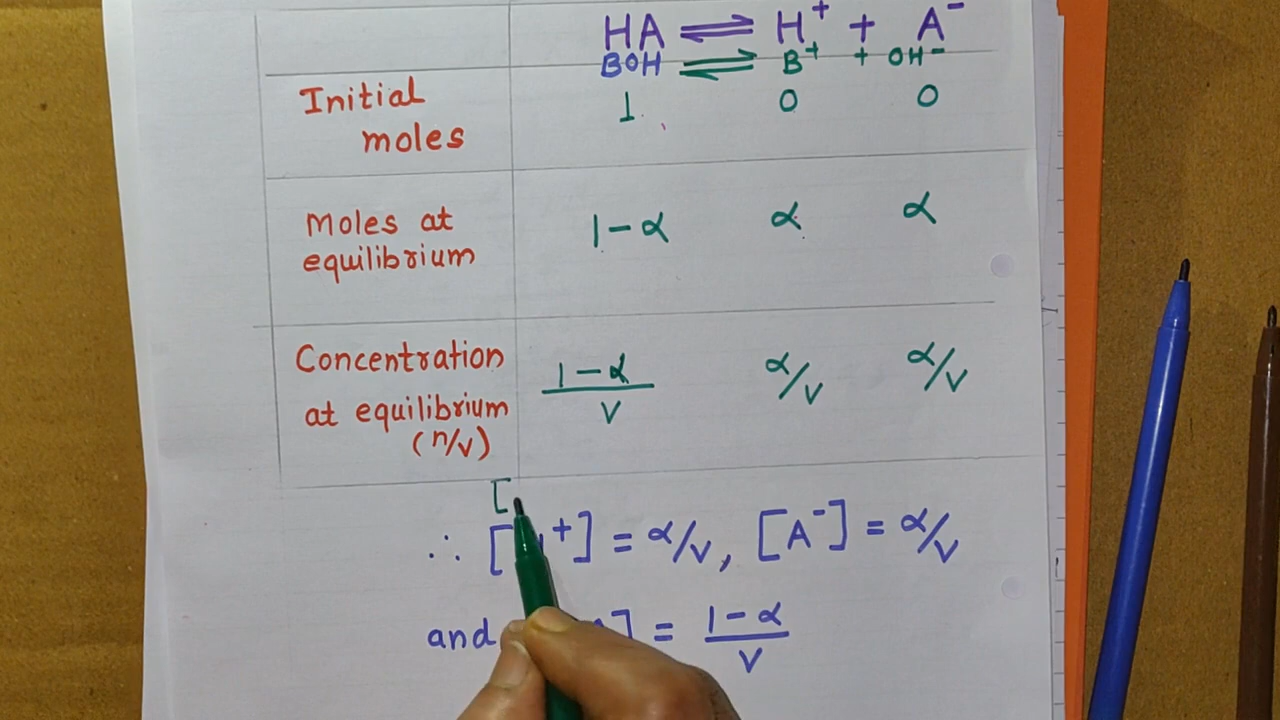 HA ⇌ H⁺ + A⁻
BOH ⇌ B⁺ + OH⁻
Initial moles 1 0 0
Moles at equilibrium 1-α α α
Concentration at equilibrium (n/v) (1-α)/V α/V α/V
[
∴ [ ⁺] = α/V, [A⁻] = α/V
and ] = (1-α)/V